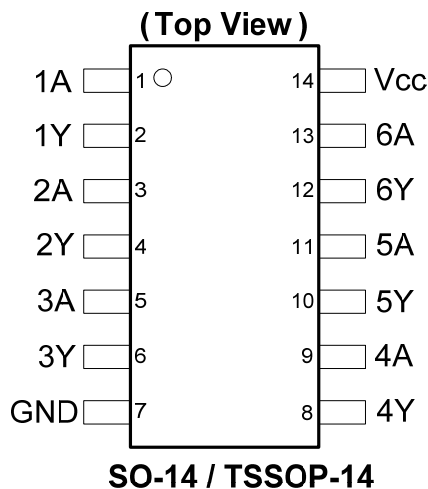 (Top View)
1A 1 14 Vcc
1Y 2 13 6A
2A 3 12 6Y
2Y 4 11 5A
3A 5 10 5Y
3Y 6 9 4A
GND 7 8 4Y
SO-14 / TSSOP-14